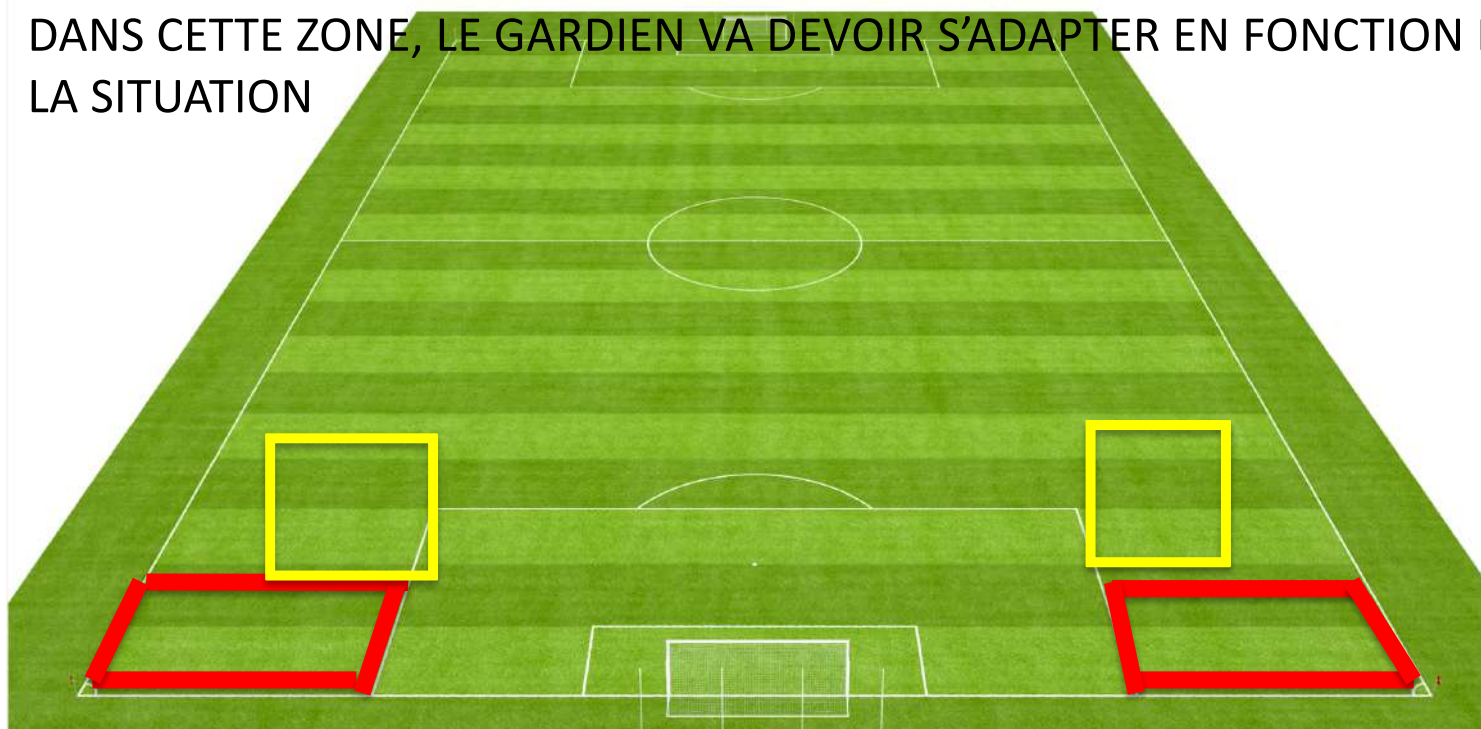 DANS CETTE ZONE, LE GARDIEN VA DEVOIR S’ADAPTER EN FONCTION
LA SITUATION